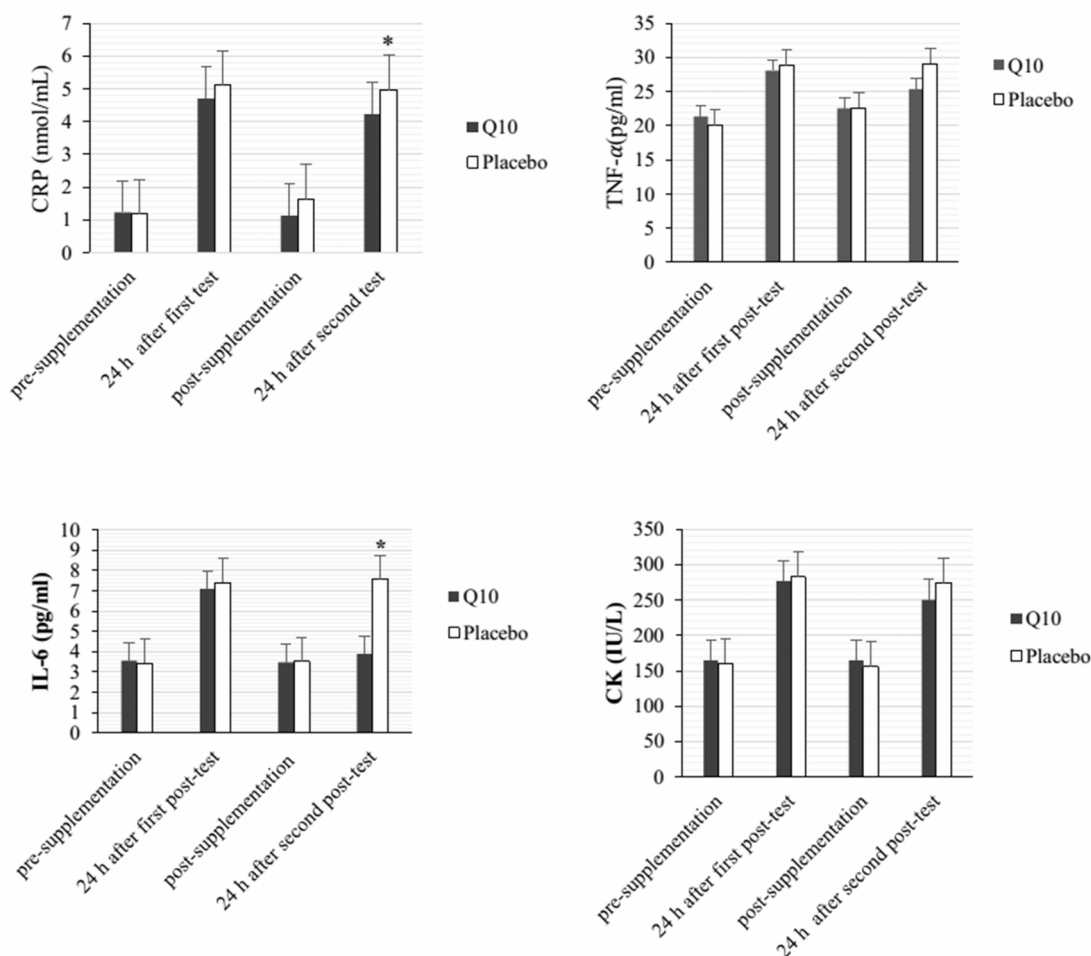 CRP (nmol/mL)
7
6
5
4
3
2
1
0
*
Q10
Placebo
pre-supplementation
24 h after first test
post-supplementation
24 h after second test
TNF-α(pg/ml)
35
30
25
20
15
10
5
0
Q10
Placebo
pre-supplementation
24 h after first post-test
post-supplementation
24 h after second post-test
IL-6 (pg/ml)
10
9
8
7
6
5
4
3
2
1
0
*
Q10
Placebo
pre-supplementation
24 h after first post-test
post-supplementation
24 h after second post-test
CK (IU/L)
350
300
250
200
150
100
50
0
Q10
Placebo
pre-supplementation
24 h after first post-test
post-supplementation
24 h after second post-test